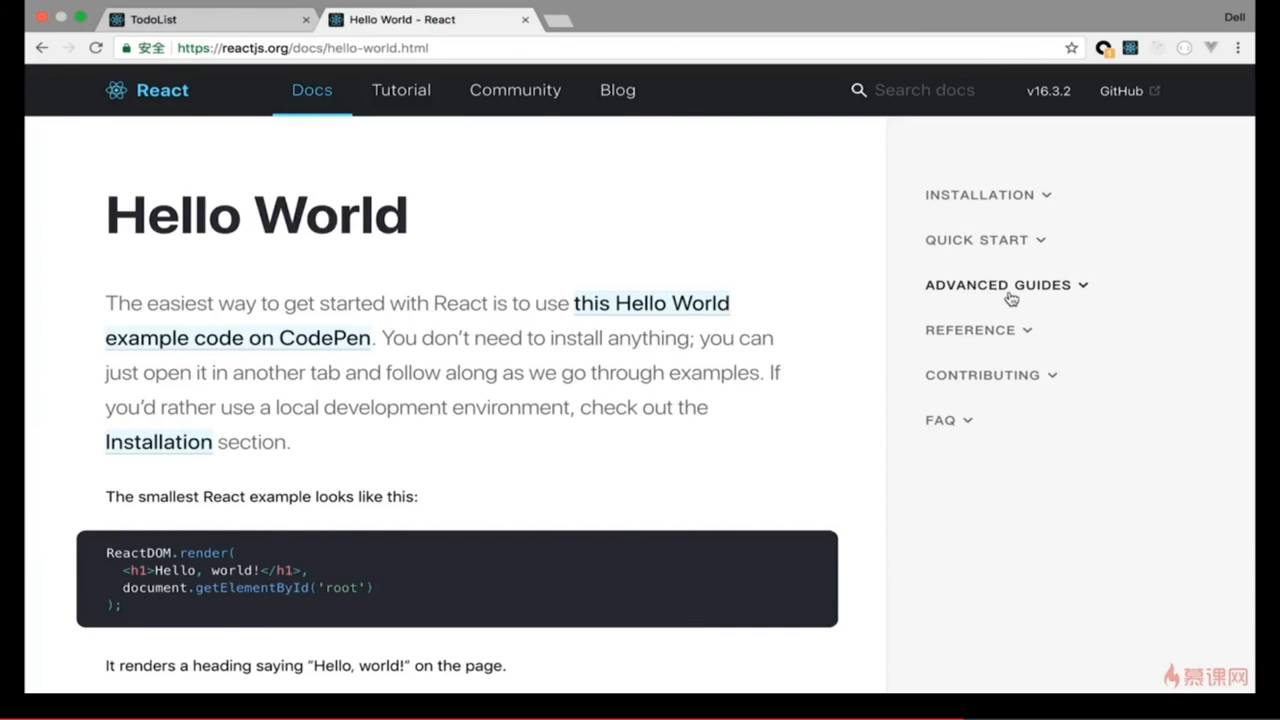 TodoList
Hello World - React
Dell
安全
https://reactjs.org/docs/hello-world.html
React
Docs
Tutorial
Community
Blog
Search docs
v16.3.2
GitHub
Hello World
The easiest way to get started with React is to use this Hello World
example code on CodePen. You don’t need to install anything; you can
just open it in another tab and follow along as we go through examples. If
you’d rather use a local development environment, check out the
Installation section.
The smallest React example looks like this:
ReactDOM.render(
<h1>Hello, world!</h1>,
document.getElementById('root')
);
It renders a heading saying “Hello, world!” on the page.
INSTALLATION
QUICK START
ADVANCED GUIDES
REFERENCE
CONTRIBUTING
FAQ
慕课网